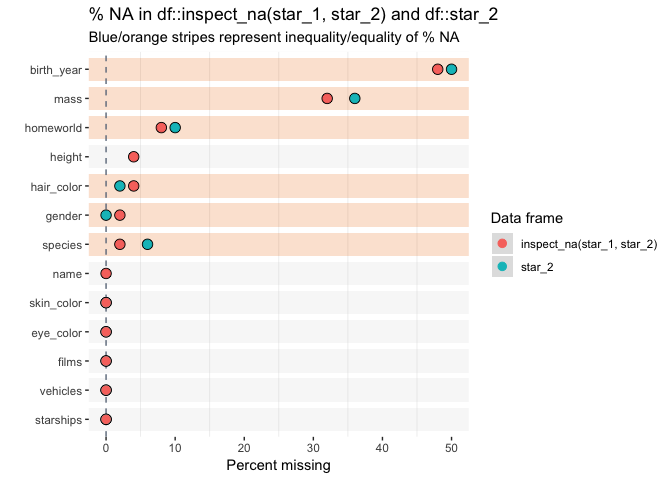 % NA in df::inspect_na(star_1, star_2) and df::star_2
Blue/orange stripes represent inequality/equality of % NA
birth_year
mass
homeworld
height
hair_color
gender
species
name
skin_color
eye_color
films
vehicles
starships
0 10 20 30 40 50
Percent missing
Data frame
inspect_na(star_1, star_2)
star_2